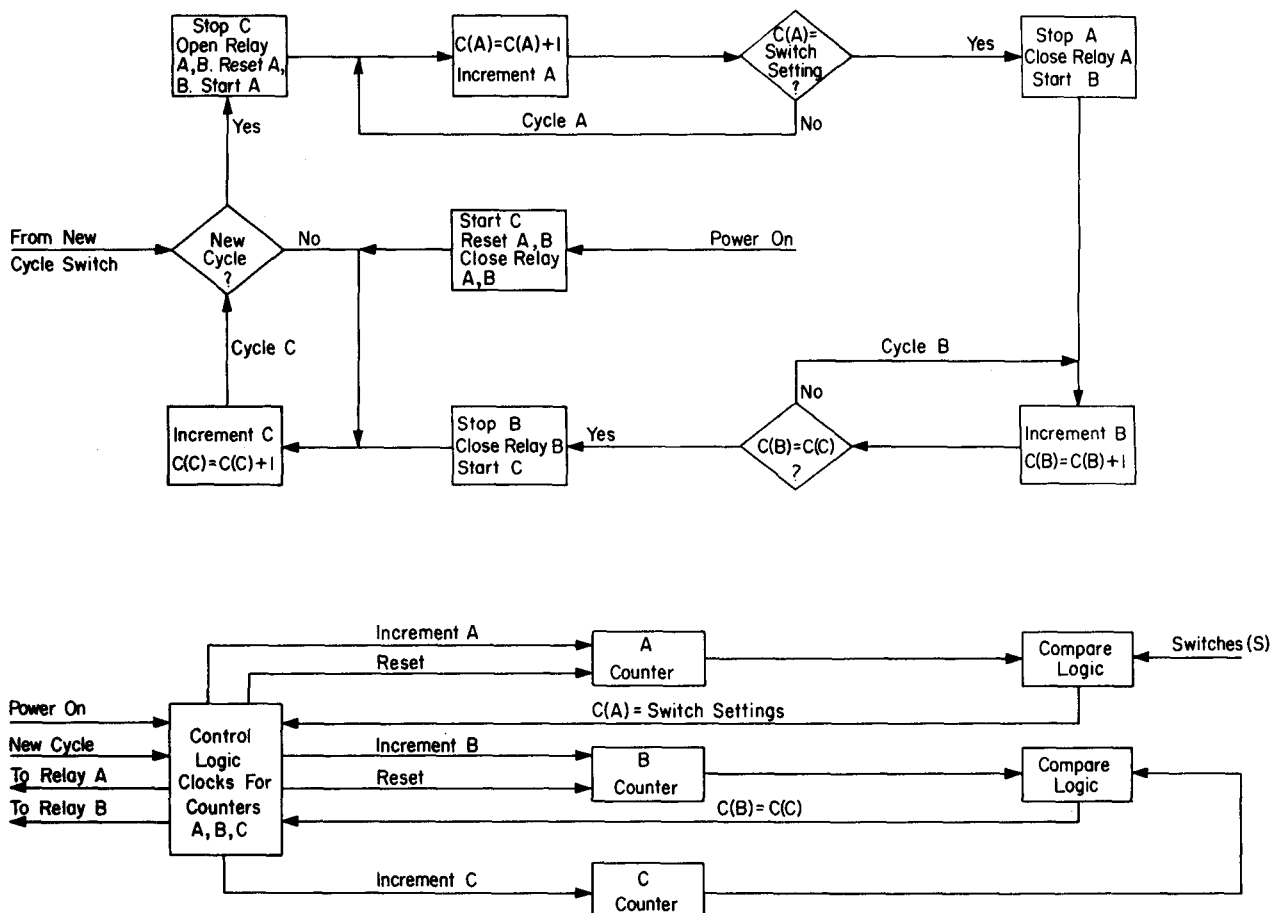 Stop C
Open Relay
A,B. Reset A,
B. Start A
C(A)=C(A)+1
Increment A
C(A)=
Switch
Setting
?
Yes
Stop A
Close Relay A
Start B
Cycle A
No
Yes
From New
Cycle Switch
New
Cycle
?
No
Start C
Reset A,B
Close Relay
A,B
Power On
Cycle C
Cycle B
No
Increment C
C(C)=C(C)+1
Stop B
Close Relay B
Start C
Yes
C(B)=C(C)
?
Increment B
C(B)=C(B)+1
Increment A
Reset
A
Counter
Compare
Logic
Switches(S)
Power On
New Cycle
To Relay A
To Relay B
Control
Logic
Clocks For
Counters
A,B,C
C(A)=Switch Settings
Increment B
Reset
B
Counter
Compare
Logic
C(B)=C(C)
Increment C
C
Counter